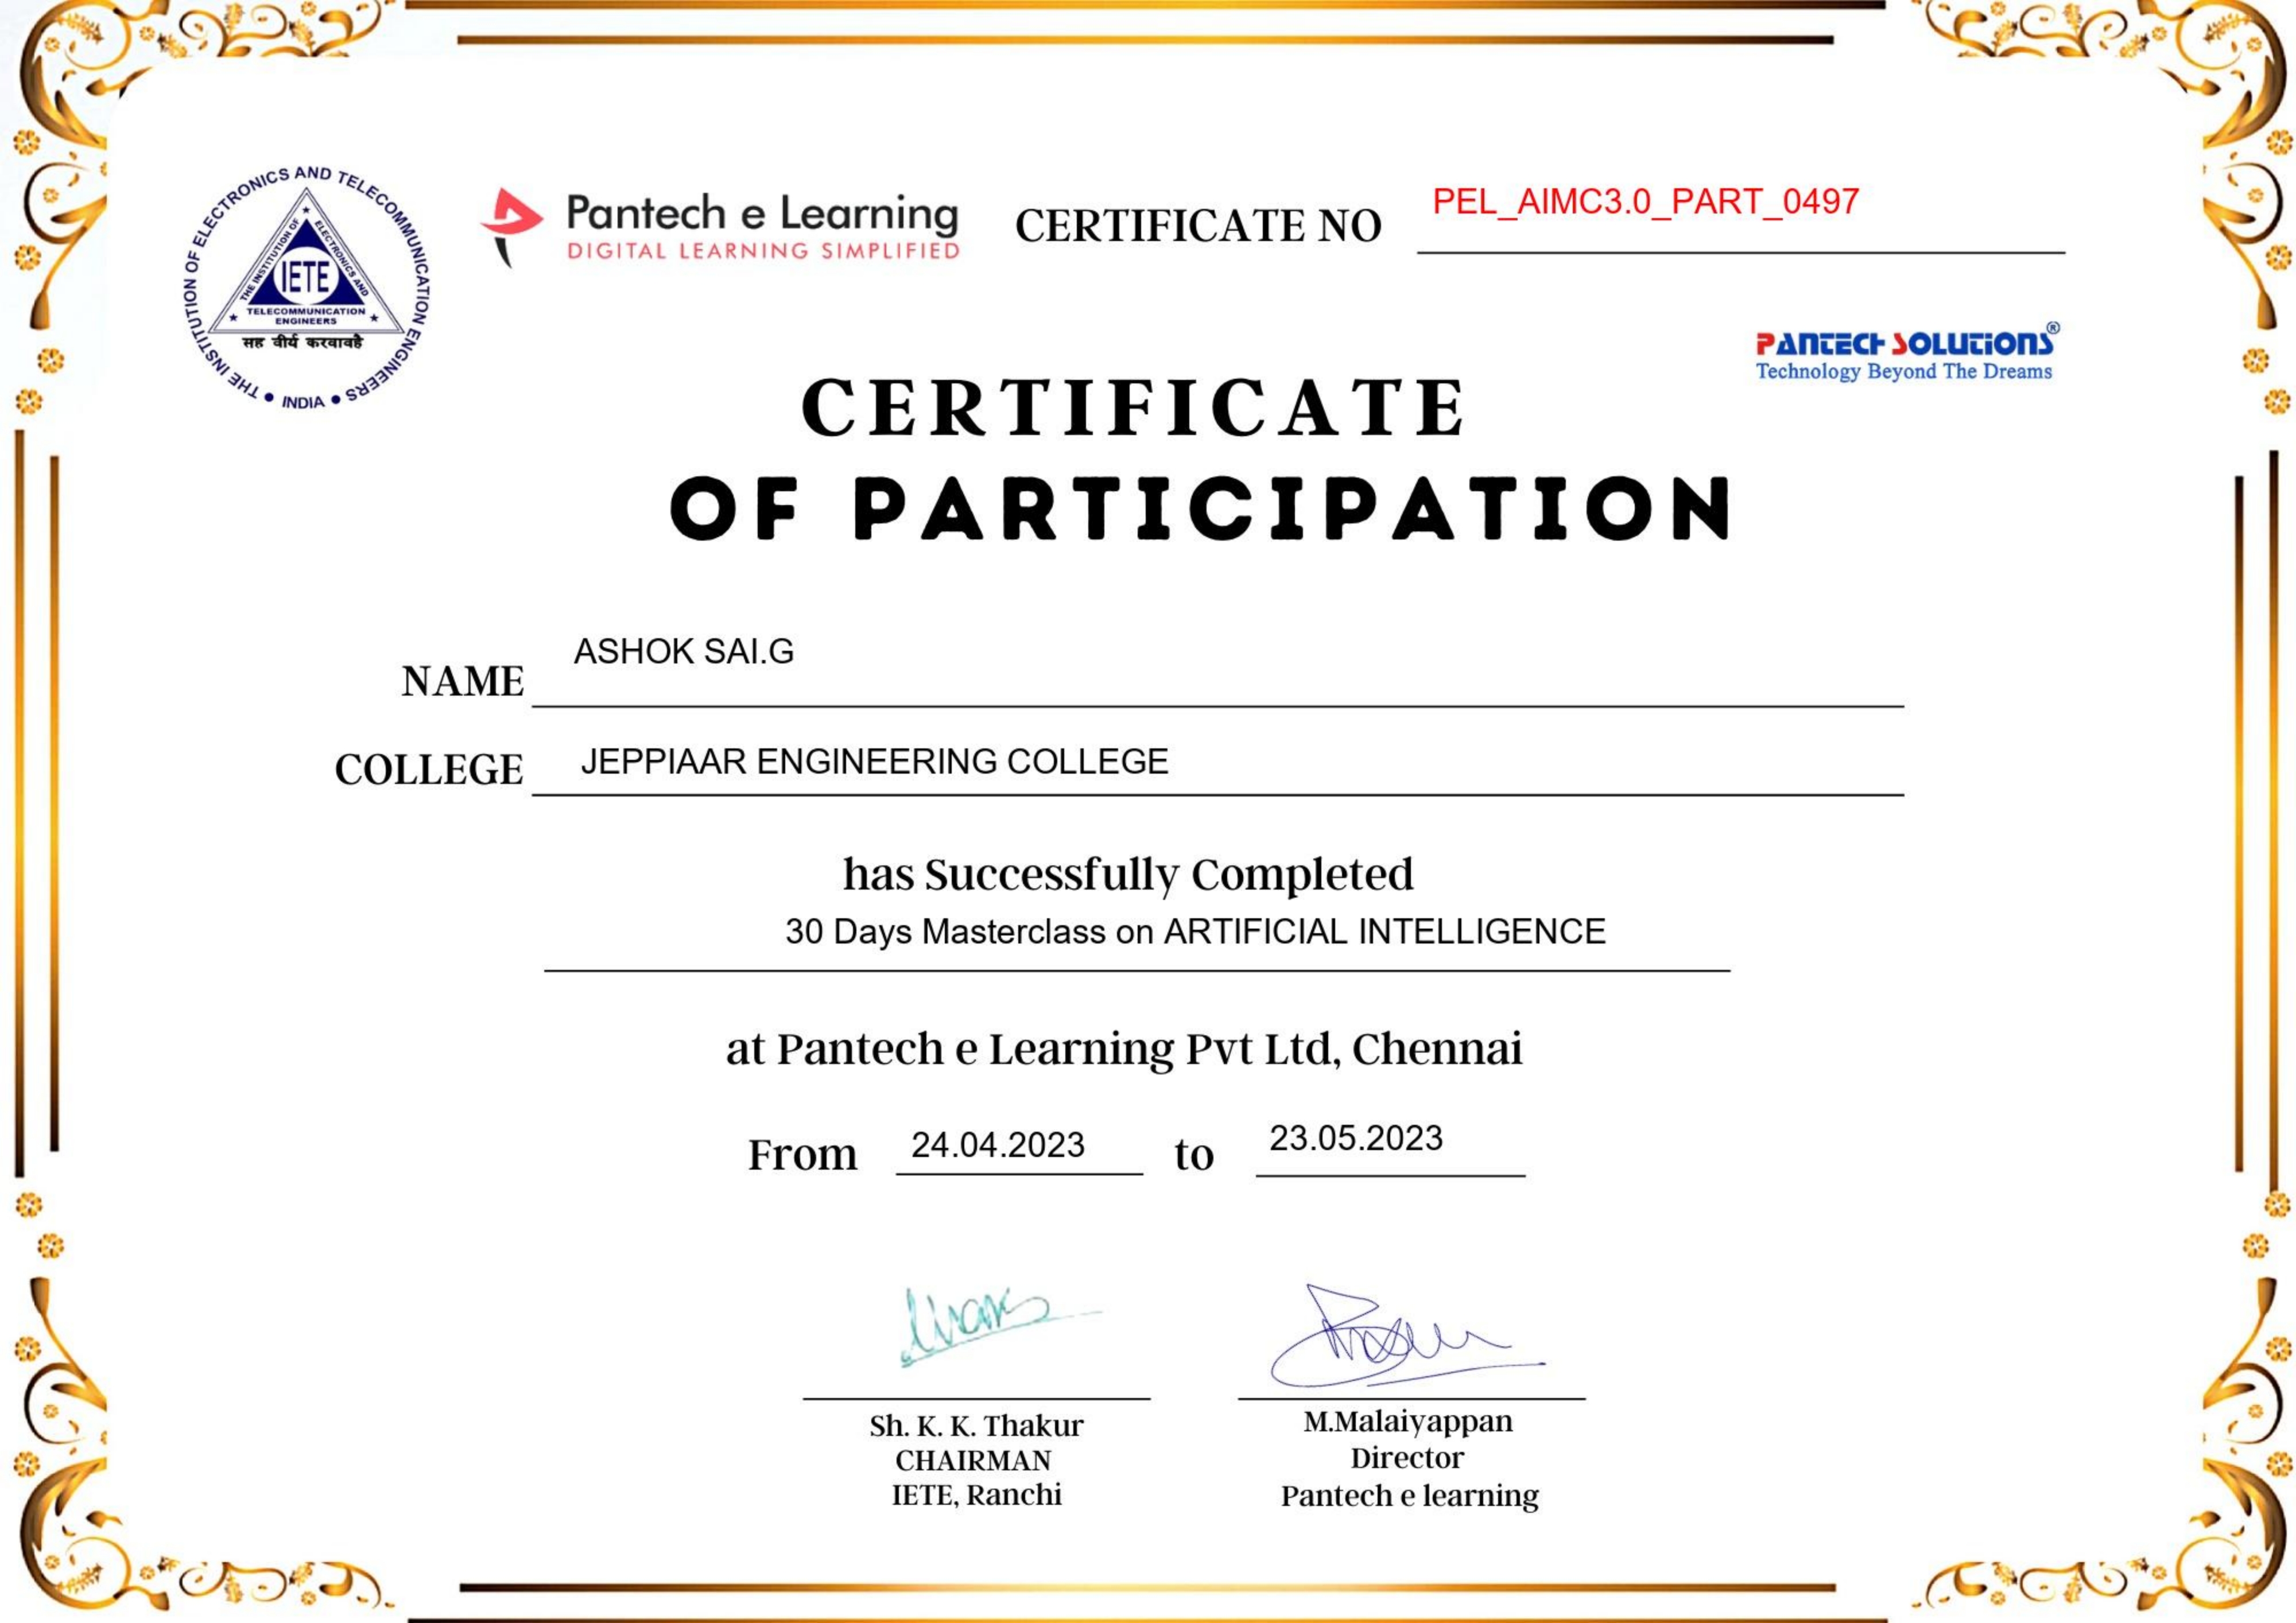 THE INSTITUTION OF ELECTRONICS AND TELECOMMUNICATION ENGINEERS
• INDIA •
THE INSTITUTION OF
ELECTRONICS AND
IETE
TELECOMMUNICATION
ENGINEERS
सह वीर्य करवावहै
Pantech e Learning
DIGITAL LEARNING SIMPLIFIED
CERTIFICATE NO PEL_AIMC3.0_PART_0497
PANTECH SOLUTIONS®
Technology Beyond The Dreams
CERTIFICATE
OF PARTICIPATION
NAME ASHOK SAI.G
COLLEGE JEPPIAAR ENGINEERING COLLEGE
has Successfully Completed
30 Days Masterclass on ARTIFICIAL INTELLIGENCE
at Pantech e Learning Pvt Ltd, Chennai
From 24.04.2023 to 23.05.2023
Sh. K. K. Thakur
CHAIRMAN
IETE, Ranchi
M.Malaiyappan
Director
Pantech e learning